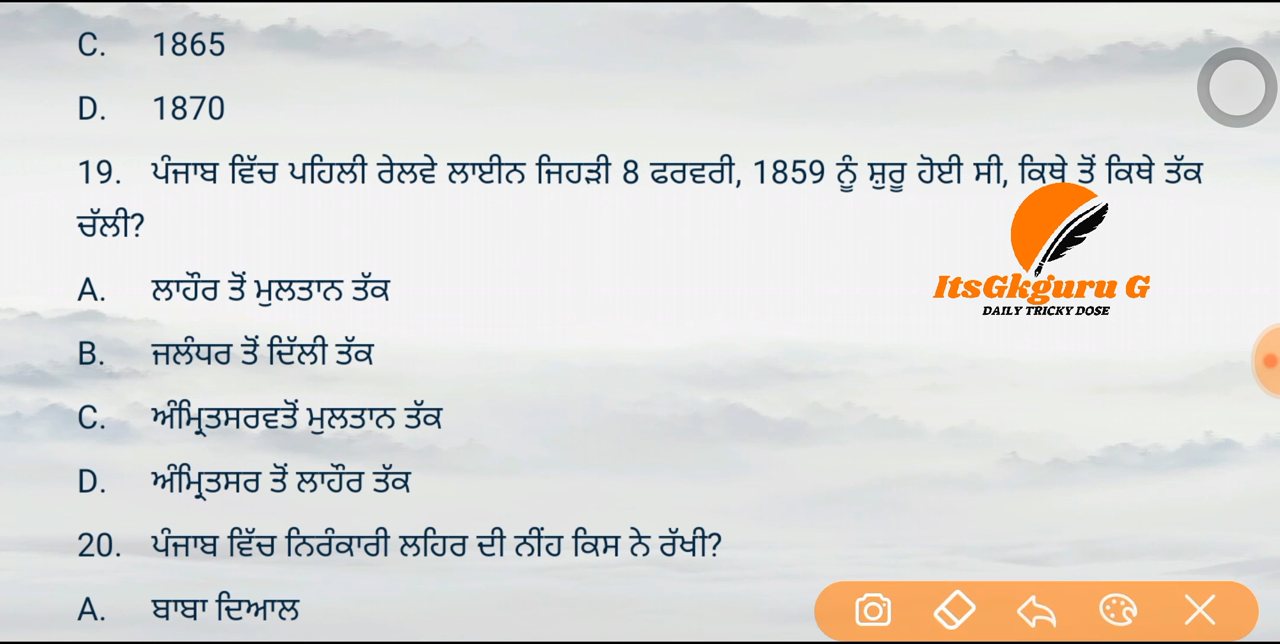 C. 1865
D. 1870
19. ਪੰਜਾਬ ਵਿੱਚ ਪਹਿਲੀ ਰੇਲਵੇ ਲਾਈਨ ਜਿਹੜੀ 8 ਫਰਵਰੀ, 1859 ਨੂੰ ਸ਼ੁਰੂ ਹੋਈ ਸੀ, ਕਿਥੇ ਤੋਂ ਕਿਥੇ ਤੱਕ
ਚੱਲੀ?
A. ਲਾਹੌਰ ਤੋਂ ਮੁਲਤਾਨ ਤੱਕ
ItsGkguru G
DAILY TRICKY DOSE
B. ਜਲੰਧਰ ਤੋਂ ਦਿੱਲੀ ਤੱਕ
C. ਅੰਮ੍ਰਿਤਸਰਵਤੋਂ ਮੁਲਤਾਨ ਤੱਕ
D. ਅੰਮ੍ਰਿਤਸਰ ਤੋਂ ਲਾਹੌਰ ਤੱਕ
20. ਪੰਜਾਬ ਵਿੱਚ ਨਿਰੰਕਾਰੀ ਲਹਿਰ ਦੀ ਨੀਂਹ ਕਿਸ ਨੇ ਰੱਖੀ?
A. ਬਾਬਾ ਦਿਆਲ